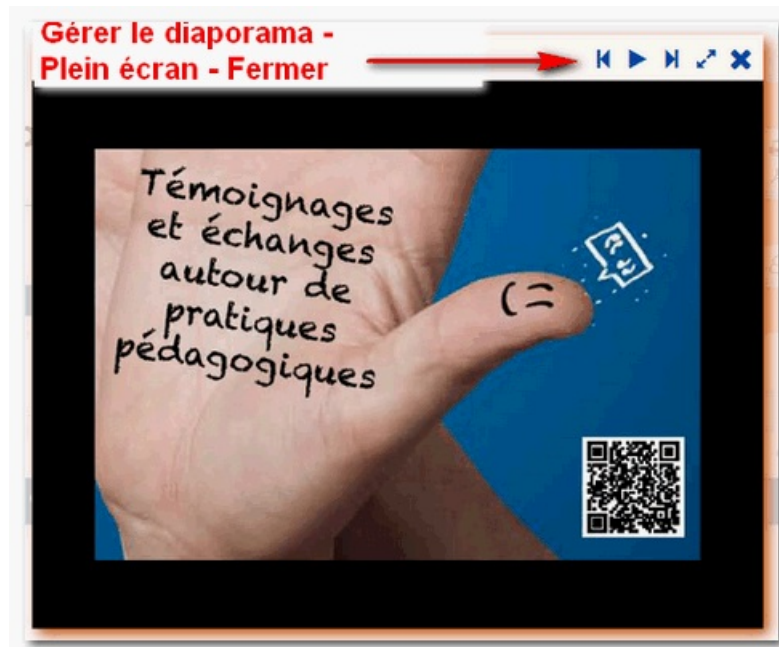 Gérer le diaporama -
Plein écran - Fermer
Témoignages
et échanges
autour de
pratiques
pédagogiques
(=